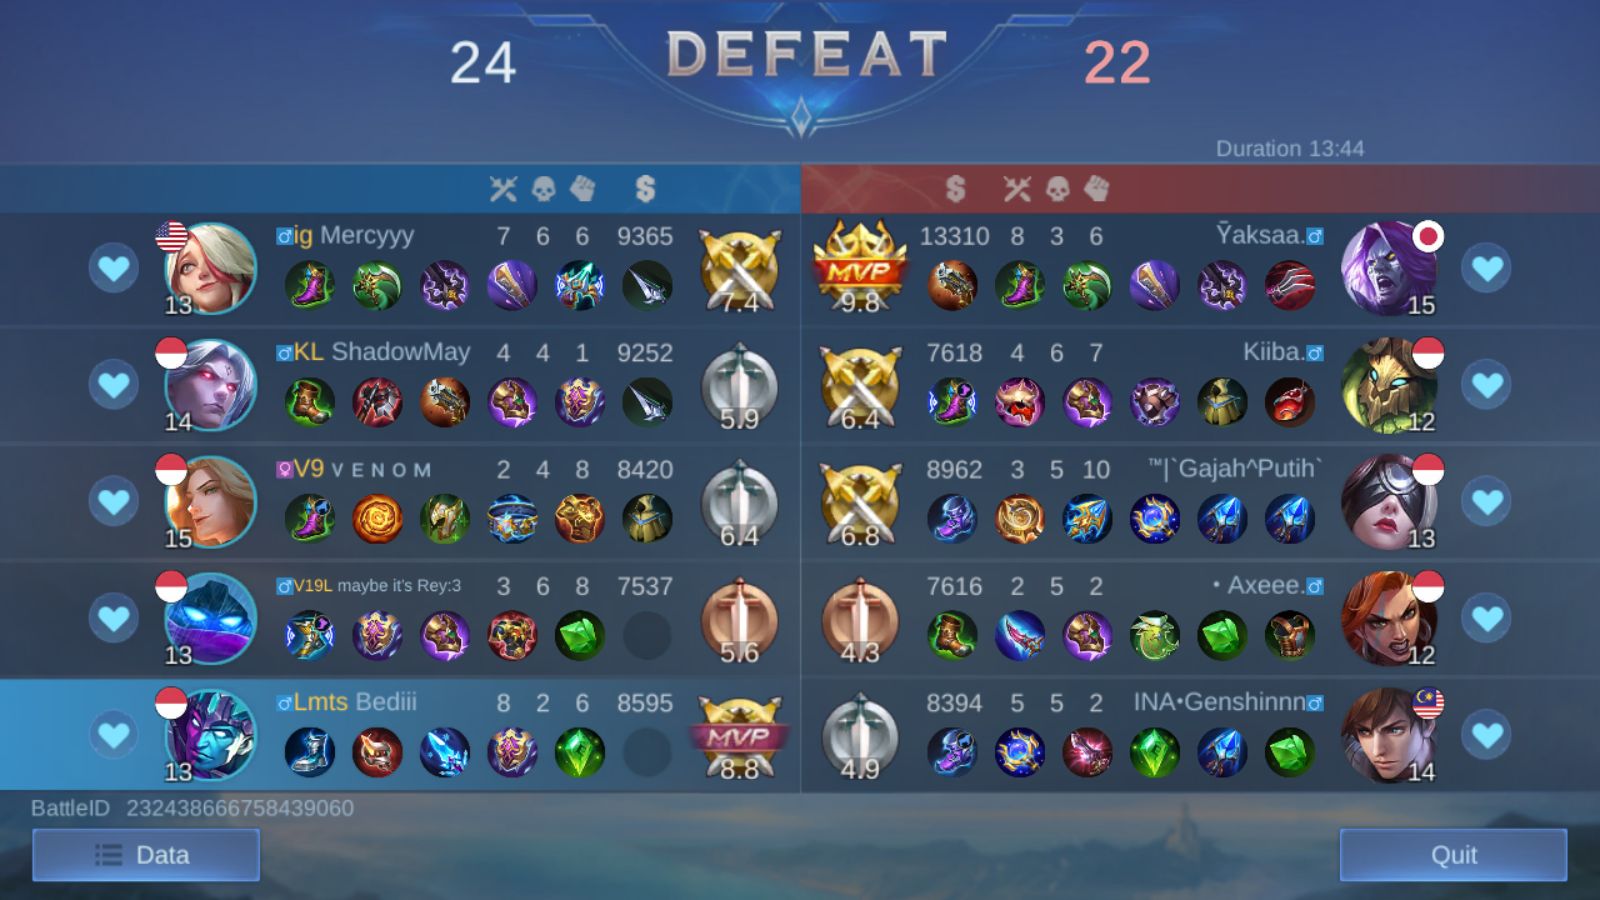 24 DEFEAT 22
Duration 13:44
ig Mercyyy 7 6 6 9365
13 7.4
MVP 9.8 13310 8 3 6 Ȳaksaa. 15
KL ShadowMay 4 4 1 9252
14 5.9
6.4 7618 4 6 7 Kiiba. 12
V9 V E N O M 2 4 8 8420
15 6.4
6.8 8962 3 5 10 ™|`Gajah^Putih` 13
V19L maybe it's Rey:3 3 6 8 7537
13 5.6
4.3 7616 2 5 2 • Axeee. 12
Lmts Bediii 8 2 6 8595
13 MVP 8.8
4.9 8394 5 5 2 INA•Genshinnn 14
BattleID 232438666758439060
Data
Quit